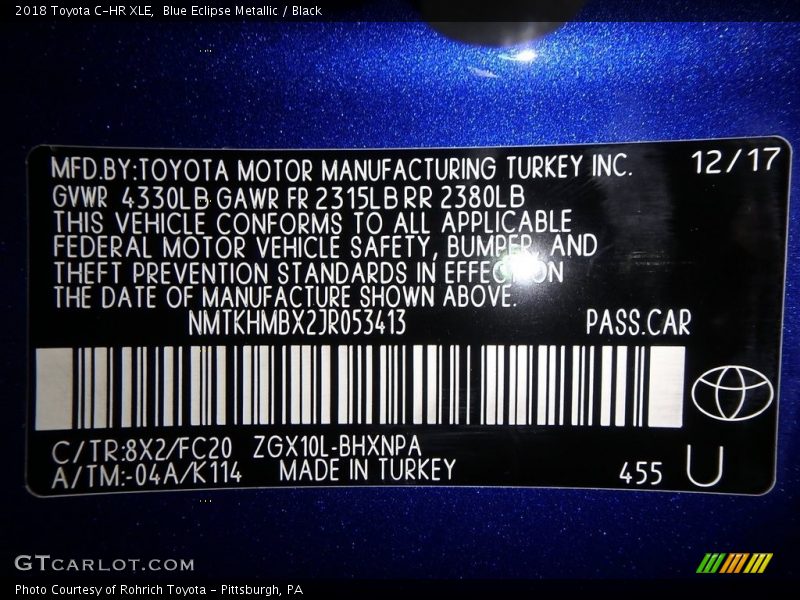 2018 Toyota C-HR XLE,  Blue Eclipse Metallic / Black
MFD.BY:TOYOTA MOTOR MANUFACTURING TURKEY INC. 12/17
GVWR 4330LB GAWR FR 2315LB RR 2380LB
THIS VEHICLE CONFORMS TO ALL APPLICABLE
FEDERAL MOTOR VEHICLE SAFETY, BUMPER, AND
THEFT PREVENTION STANDARDS IN EFFECT ON
THE DATE OF MANUFACTURE SHOWN ABOVE.
NMTKHMBX2JR053413 PASS.CAR
C/TR:8X2/FC20 ZGX10L-BHXNPA
A/TM:-04A/K114 MADE IN TURKEY 455 U
GTCARLOT.COM
Photo Courtesy of Rohrich Toyota - Pittsburgh, PA